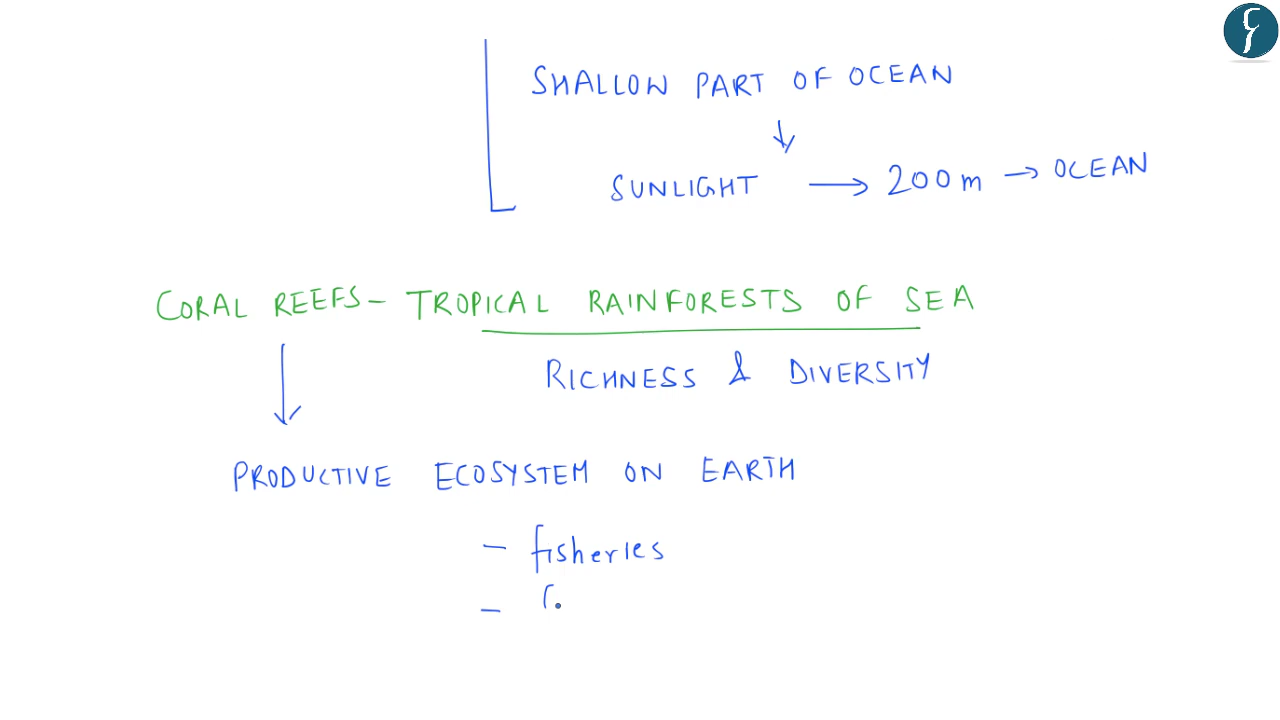 SHALLOW PART OF OCEAN
↓
SUNLIGHT → 200m → OCEAN
CORAL REEFS - TROPICAL RAINFORESTS OF SEA
RICHNESS & DIVERSITY
↓
PRODUCTIVE ECOSYSTEM ON EARTH
- fisheries
-